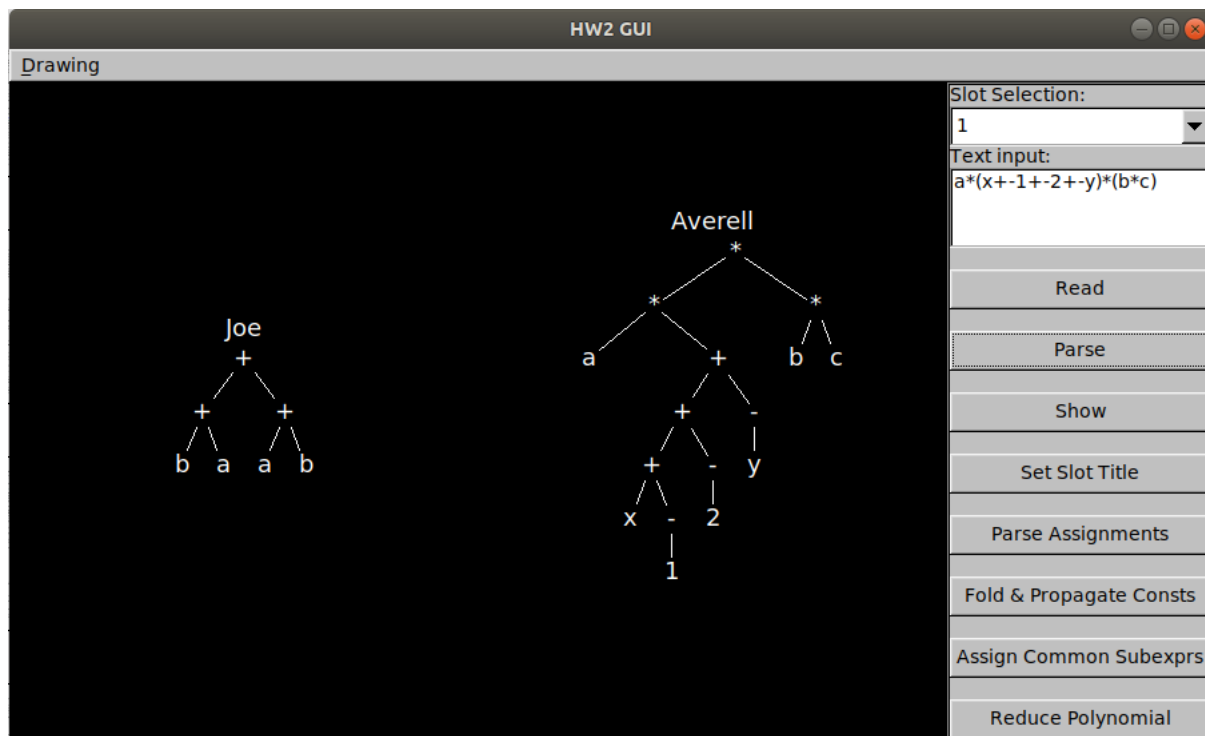 HW2 GUI
Drawing
Slot Selection:
1
Text input:
a*(x+-1+-2+-y)*(b*c)
Read
Parse
Show
Set Slot Title
Parse Assignments
Fold & Propagate Consts
Assign Common Subexprs
Reduce Polynomial
Joe
+
+ +
b a a b
Averell
*
* *
a + b c
+ -
+ - y
x - 2
1